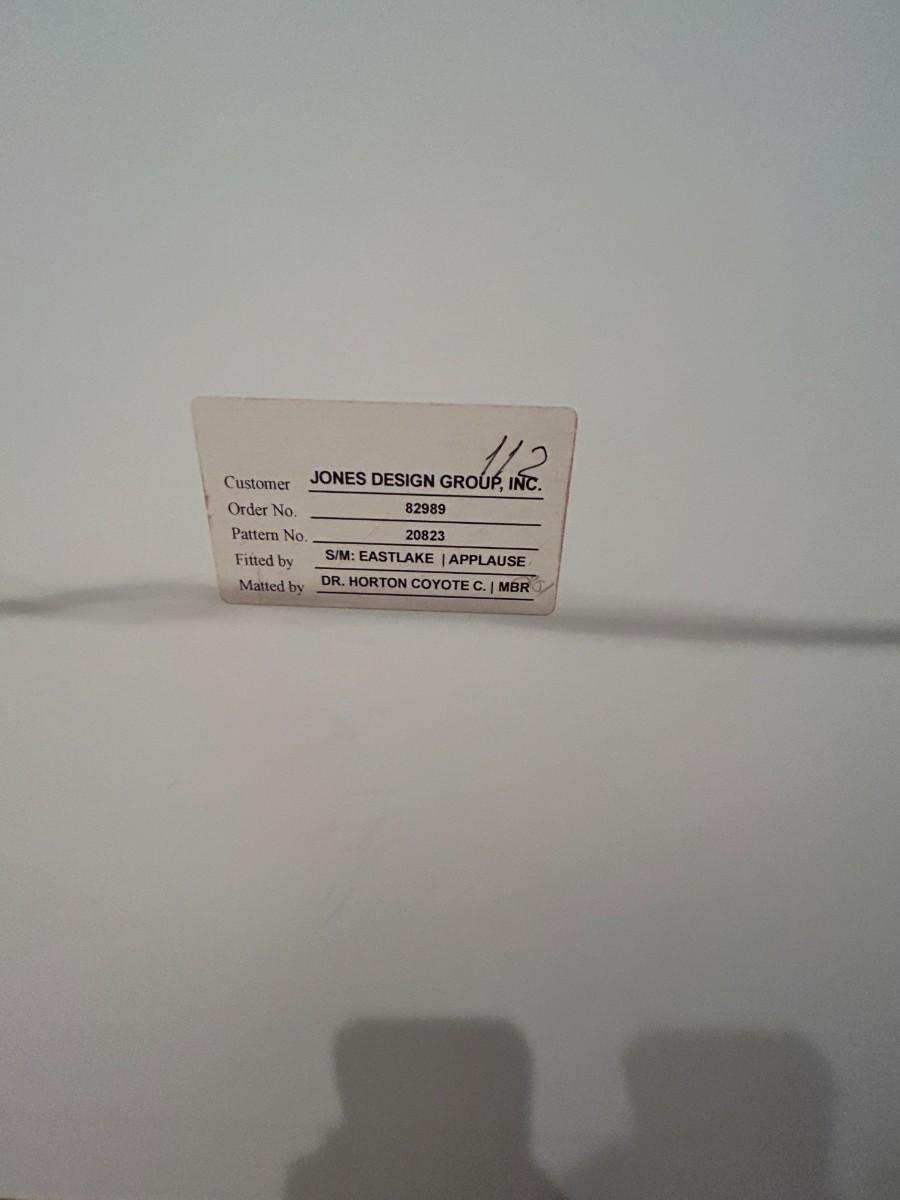 112
Customer JONES DESIGN GROUP, INC.
Order No. 82989
Pattern No. 20823
Fitted by S/M: EASTLAKE | APPLAUSE
Matted by DR. HORTON COYOTE C. | MBR